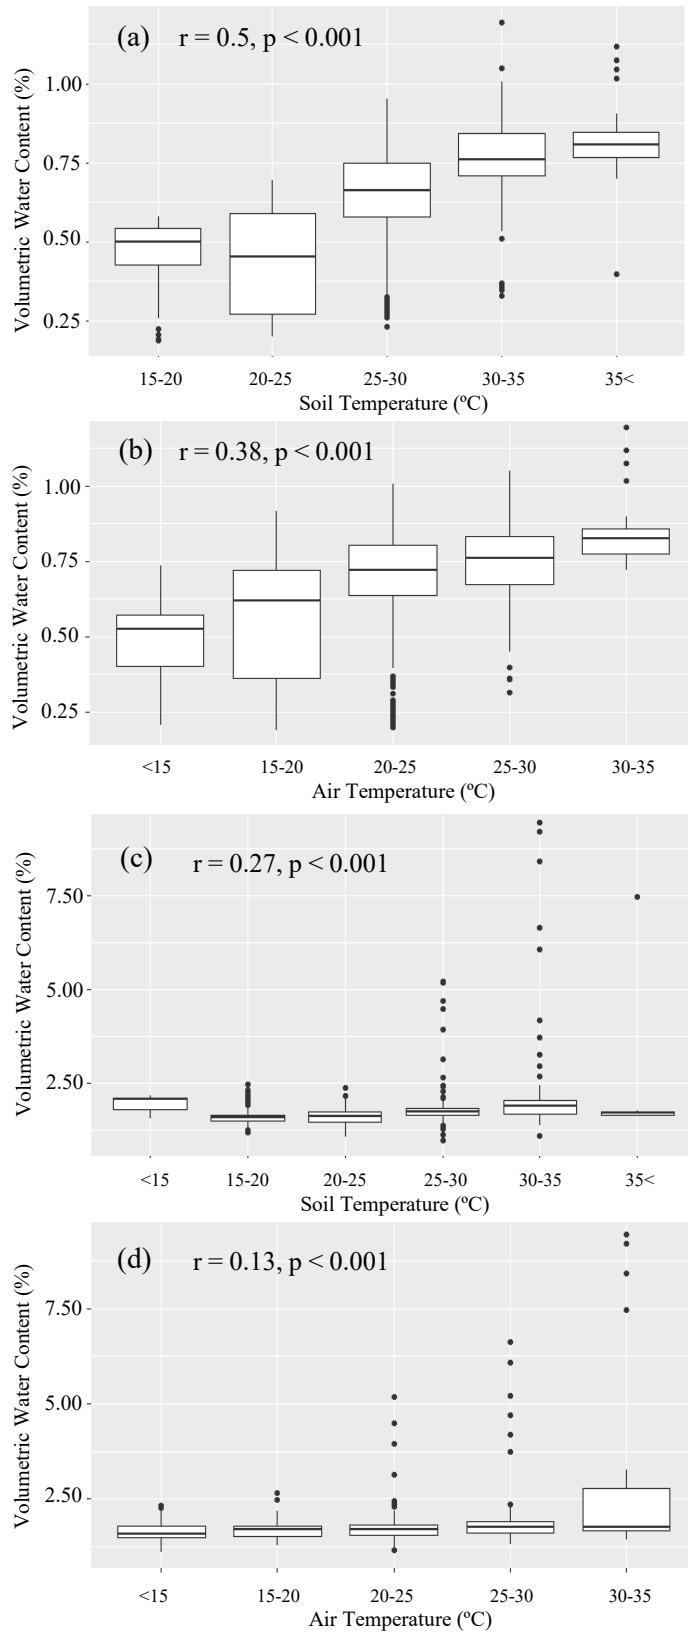 (a) r = 0.5, p < 0.001
Volumetric Water Content (%)
1.00
0.75
0.50
0.25
15-20 20-25 25-30 30-35 35<
Soil Temperature (ºC)
(b) r = 0.38, p < 0.001
Volumetric Water Content (%)
1.00
0.75
0.50
0.25
<15 15-20 20-25 25-30 30-35
Air Temperature (ºC)
(c) r = 0.27, p < 0.001
Volumetric Water Content (%)
7.50
5.00
2.50
<15 15-20 20-25 25-30 30-35 35<
Soil Temperature (ºC)
(d) r = 0.13, p < 0.001
Volumetric Water Content (%)
7.50
5.00
2.50
<15 15-20 20-25 25-30 30-35
Air Temperature (ºC)